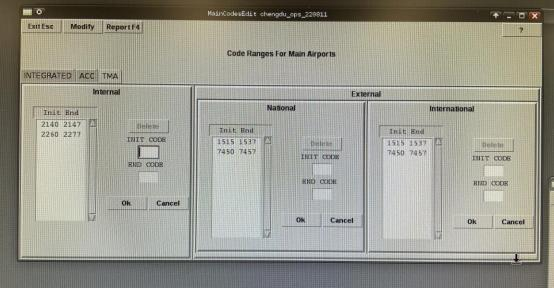 MainCodesEdit chengdu_ops_220811
Exit Esc Modify Report F4 ?
Code Ranges For Main Airports
INTEGRATED ACC TMA
Internal
External
National
International
Init End
2140 2147
2260 2277
Delete
INIT CODE
END CODE
Ok Cancel
Init End
1515 1537
7450 7457
Delete
INIT CODE
END CODE
Ok Cancel
Init End
1515 1537
7450 7457
Delete
INIT CODE
END CODE
Ok Cancel